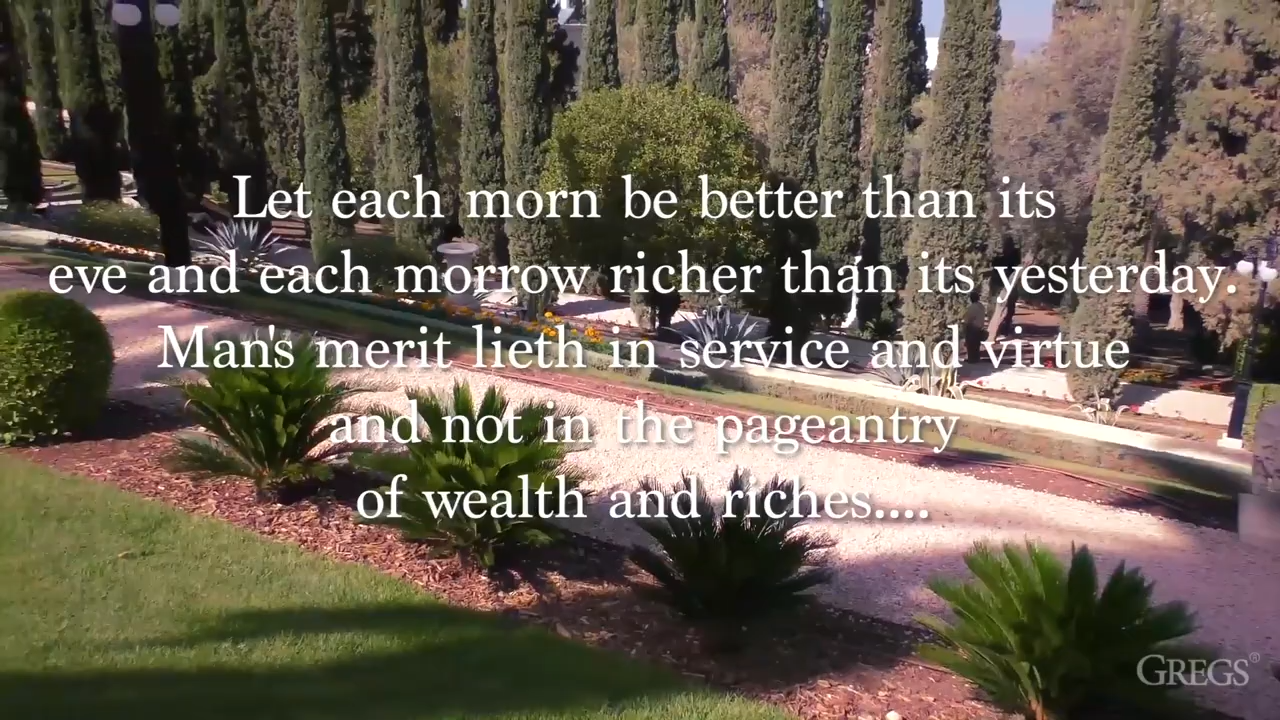 Let each morn be better than its
eve and each morrow richer than its yesterday.
Man's merit lieth in service and virtue
and not in the pageantry
of wealth and riches....
GREGS®